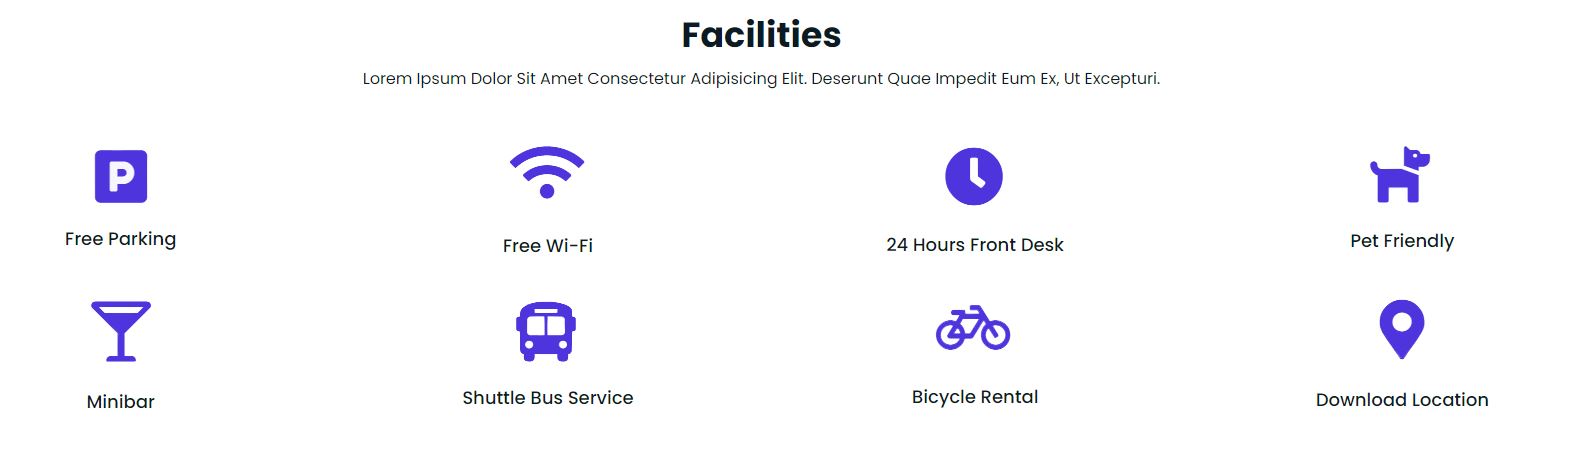 Facilities
Lorem Ipsum Dolor Sit Amet Consectetur Adipisicing Elit. Deserunt Quae Impedit Eum Ex, Ut Excepturi.
P
Free Parking
Free Wi-Fi
24 Hours Front Desk
Pet Friendly
Minibar
Shuttle Bus Service
Bicycle Rental
Download Location